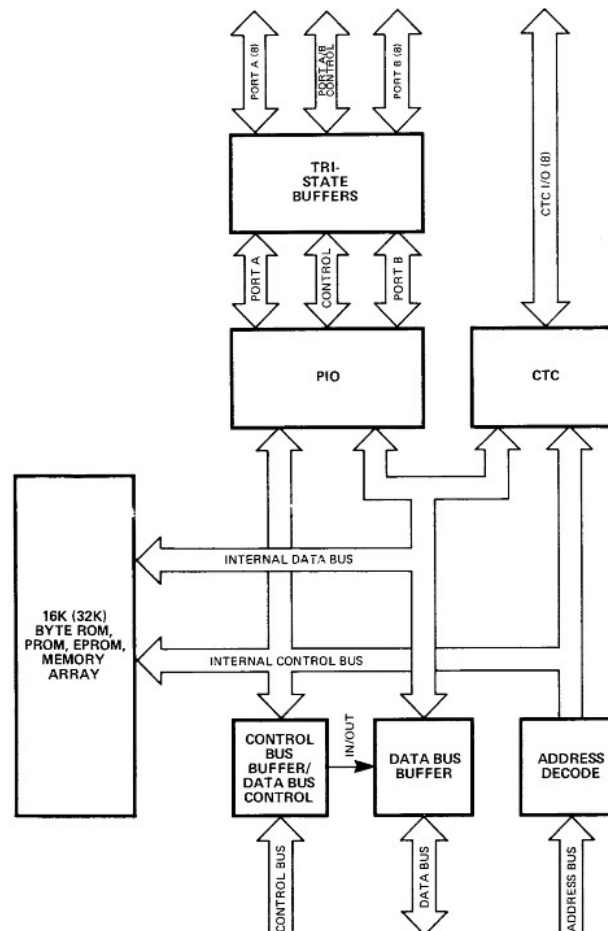 PORT A (8)
PORT A/B
CONTROL
PORT B (8)
CTC I/O (8)
TRI-
STATE
BUFFERS
PORT A
CONTROL
PORT B
PIO
CTC
INTERNAL DATA BUS
16K (32K)
BYTE ROM,
PROM, EPROM,
MEMORY
ARRAY
INTERNAL CONTROL BUS
CONTROL
BUS
BUFFER/
DATA BUS
CONTROL
IN/OUT
DATA BUS
BUFFER
ADDRESS
DECODE
CONTROL BUS
DATA BUS
ADDRESS BUS